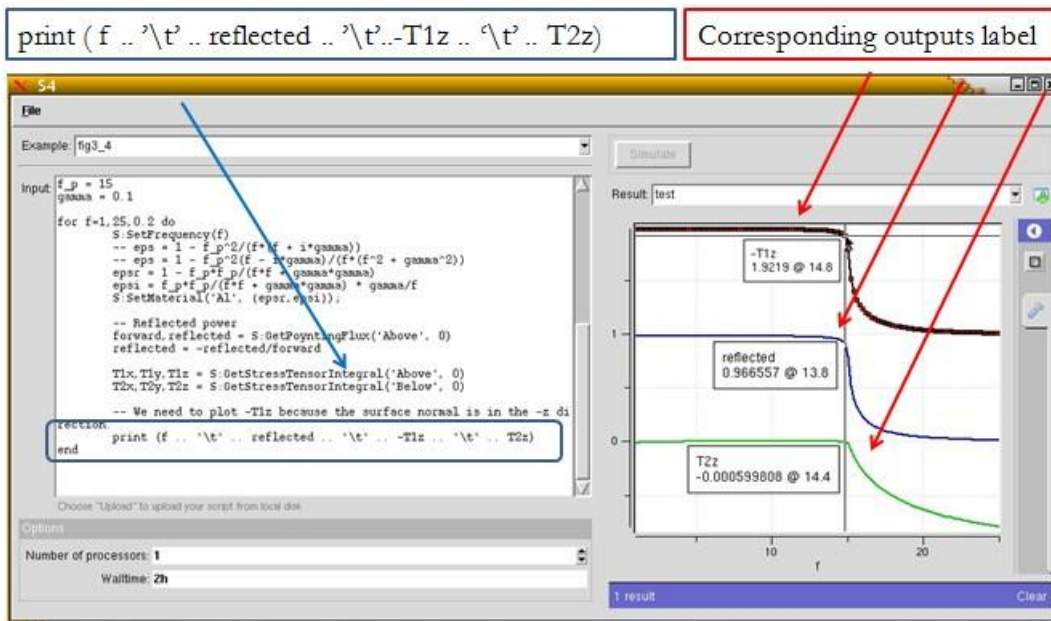 print ( f .. ’\t’ .. reflected .. ’\t’..-T1z .. ‘\t’ .. T2z)
Corresponding outputs label
S4
File
Example: fig3_4
Input:
f_p = 15
gamma = 0.1
for f=1,25,0.2 do
S:SetFrequency(f)
-- eps = 1 - f_p^2/(f*(f + i*gamma))
-- eps = 1 - f_p^2(f - i*gamma)/(f*(f^2 + gamma^2))
epsr = 1 - f_p*f_p/(f*f + gamma*gamma)
epsi = f_p*f_p/(f*f + gamma*gamma) * gamma/f
S:SetMaterial('Al', {epsr,epsi});
-- Reflected power
forward,reflected = S:GetPoyntingFlux('Above', 0)
reflected = -reflected/forward
T1x,T1y,T1z = S:GetStressTensorIntegral('Above', 0)
T2x,T2y,T2z = S:GetStressTensorIntegral('Below', 0)
-- We need to plot -T1z because the surface normal is in the -z di
rection.
print (f .. '\t' .. reflected .. '\t' .. -T1z .. '\t' .. T2z)
end
Choose "Upload" to upload your script from local disk
Options
Number of processors: 1
Walltime: 2h
Simulate
Result: test
-T1z
1.9219 @ 14.8
1
reflected
0.966557 @ 13.8
0
T2z
-0.000599808 @ 14.4
10
20
f
1 result
Clear